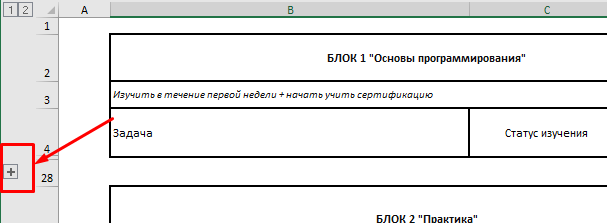 1 2
A B C
1
БЛОК 1 "Основы программирования"
2
Изучить в течение первой недели + начать учить сертификацию
3
Задача Статус изучения
4
28
БЛОК 2 "Практика"